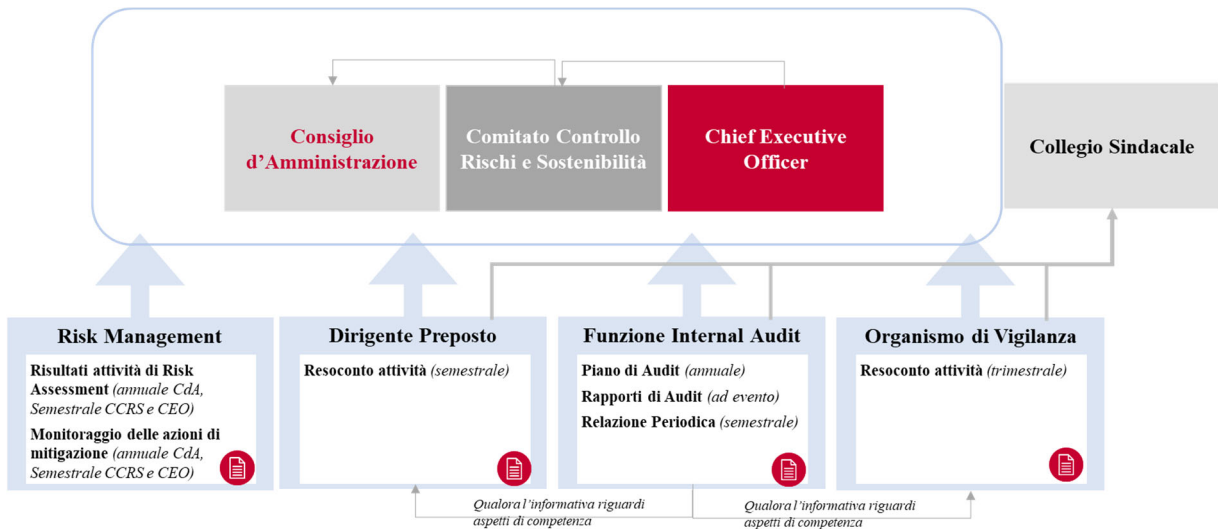 Consiglio
d'Amministrazione
Comitato Controllo
Rischi e Sostenibilità
Chief Executive
Officer
Collegio Sindacale
Risk Management
Risultati attività di Risk
Assessment (annuale CdA,
Semestrale CCRS e CEO)
Monitoraggio delle azioni di
mitigazione (annuale CdA,
Semestrale CCRS e CEO)
Dirigente Preposto
Resoconto attività (semestrale)
Funzione Internal Audit
Piano di Audit (annuale)
Rapporti di Audit (ad evento)
Relazione Periodica (semestrale)
Organismo di Vigilanza
Resoconto attività (trimestrale)
Qualora l'informativa riguardi
aspetti di competenza
Qualora l'informativa riguardi
aspetti di competenza